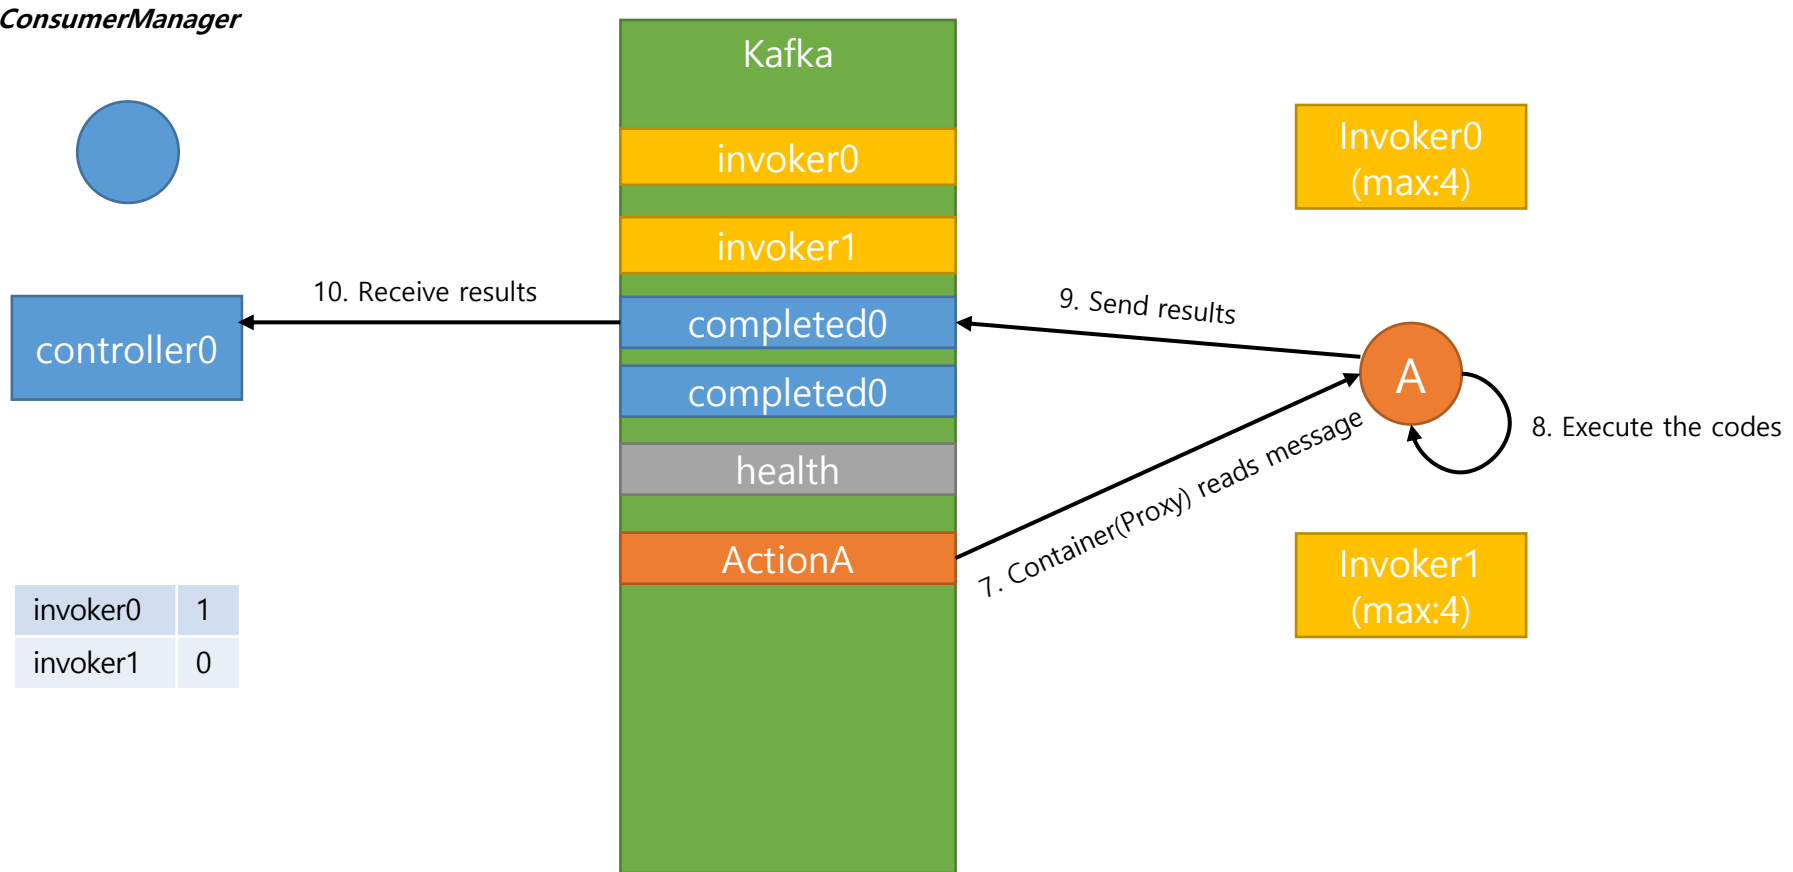 ConsumerManager
Kafka
invoker0
Invoker0
(max:4)
invoker1
10. Receive results
completed0
9. Send results
controller0
completed0
A
8. Execute the codes
health
7. Container(Proxy) reads message
ActionA
Invoker1
(max:4)
invoker0 1
invoker1 0